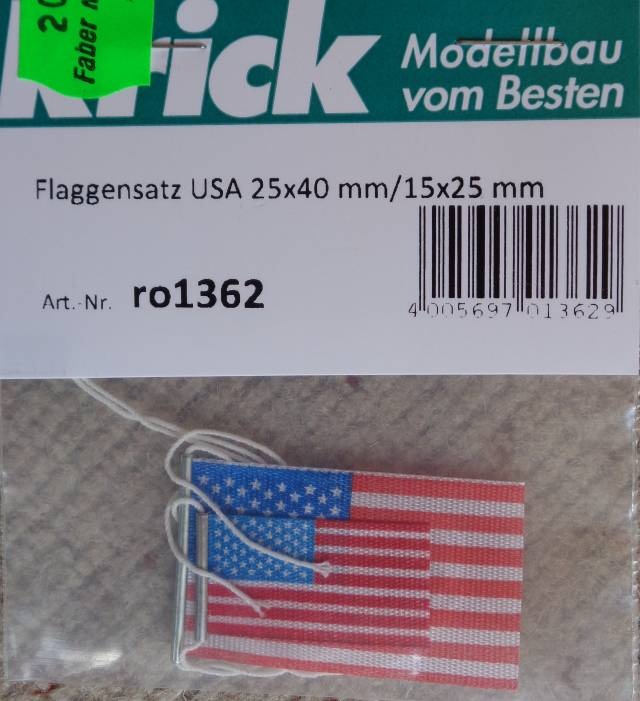 20
Faber
krick
Modellbau
vom Besten
Flaggensatz USA 25x40 mm/15x25 mm
Art.-Nr. ro1362
4 005697 013629